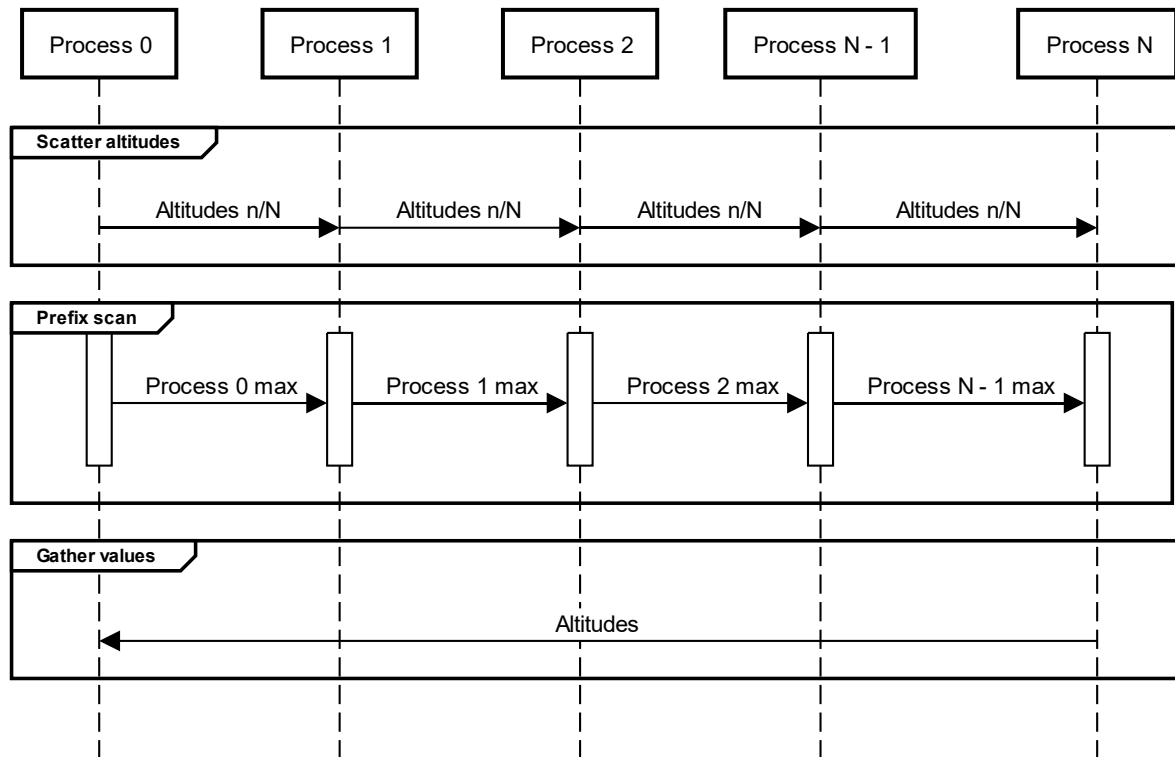 Process 0
Process 1
Process 2
Process N - 1
Process N
Scatter altitudes
Altitudes n/N
Altitudes n/N
Altitudes n/N
Altitudes n/N
Prefix scan
Process 0 max
Process 1 max
Process 2 max
Process N - 1 max
Gather values
Altitudes